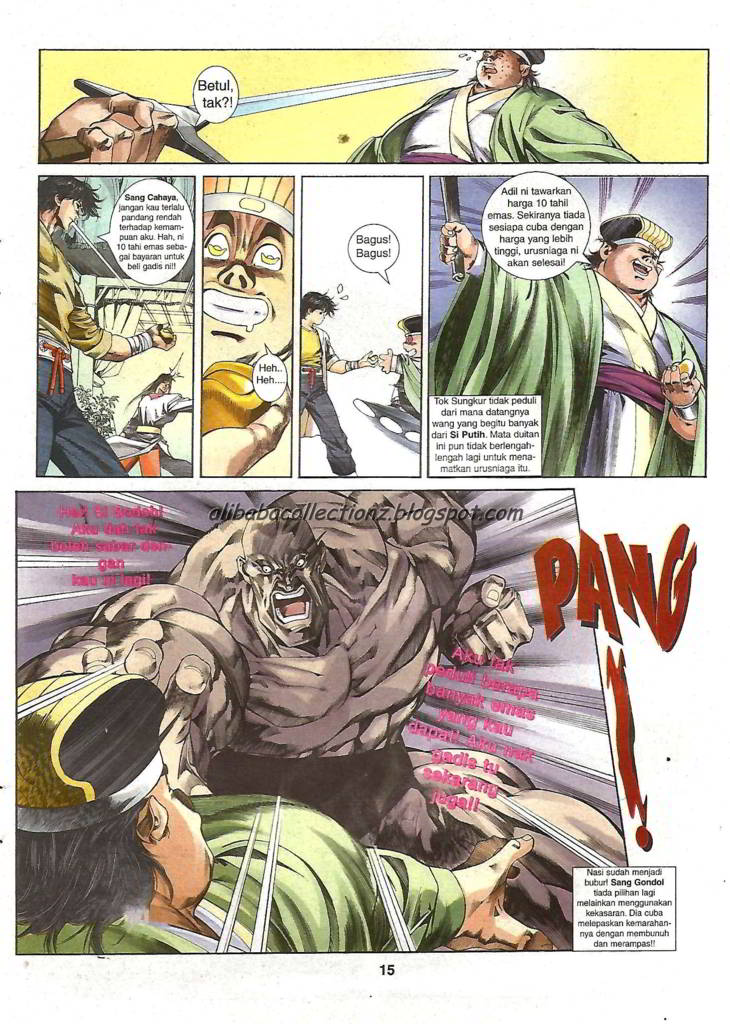 Betul,
tak?!
Sang Cahaya,
jangan kau terlalu
pandang rendah
terhadap kemam-
puan aku. Hah, ni
10 tahi emas seba-
gai bayaran untuk
beli gadis ni!!
Heh..
Heh....
Bagus!
Bagus!
Adil ni tawarkan
harga 10 tahil
emas. Sekiranya tiada
sesiapa cuba dengan
harga yang lebih
tinggi, urusniaga ni
akan selesai!
Tok Sungkur tidak peduli
dari mana datangnya
wang yang begitu banyak
dari Si Putih. Mata duitan
ini pun tidak berlengah-
lengah lagi untuk mena-
matkan urusniaga itu.
alibabacollectionz.blogspot.com
Hei! Si Bodoh!
Aku dah tak
boleh sabar den-
gan
kau ni lagi!
PANG
!
Aku tak
peduli berapa
banyak emas
yang kau
dapat! Aku nak
gadis tu
sekarang
juga!!
Nasi sudah menjadi
bubur! Sang Gondol
tiada pilihan lagi
melainkan menggunakan
kekasaran. Dia cuba
melepaskan kemarahan-
nya dengan membunuh
dan merampas!!
15